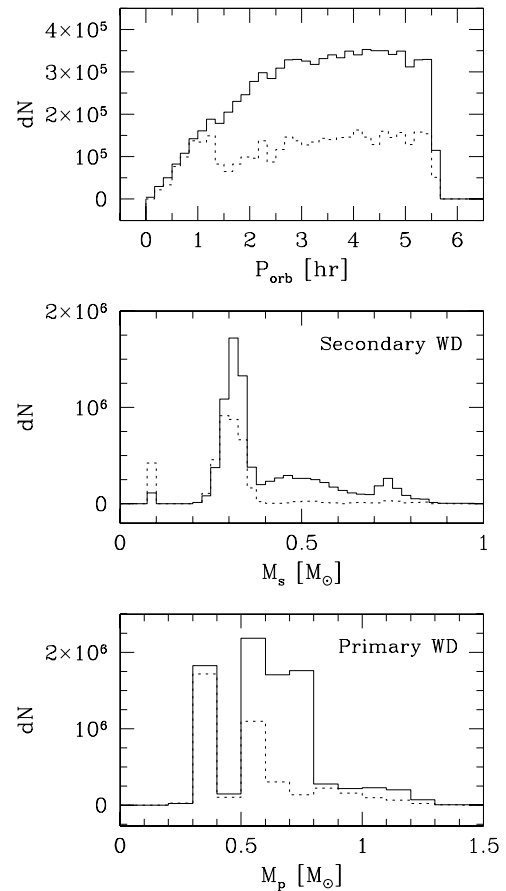 4×10⁵
3×10⁵
2×10⁵
10⁵
0
dN
0 1 2 3 4 5 6
P_orb [hr]
2×10⁶
10⁶
0
dN
Secondary WD
0 0.5 1
M_s [M_⊙]
2×10⁶
10⁶
0
dN
Primary WD
0 0.5 1 1.5
M_p [M_⊙]